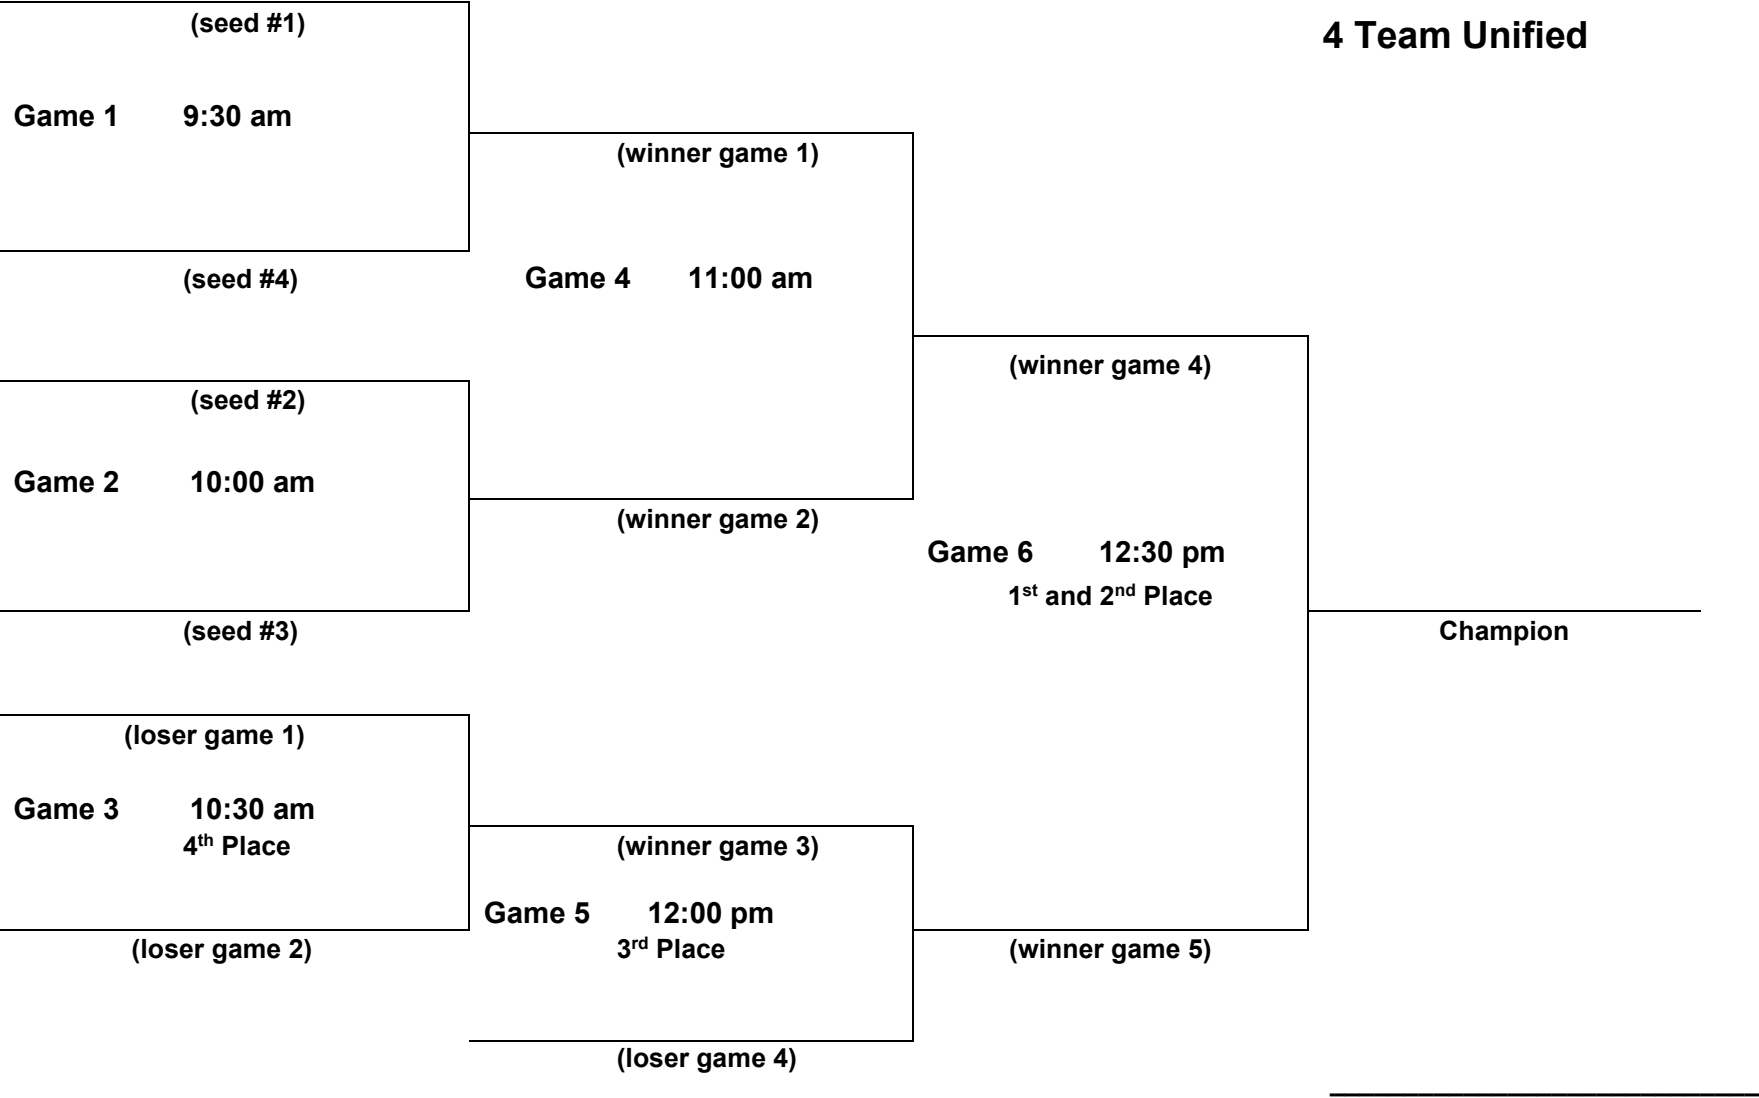 (seed #1)
4 Team Unified
Game 1 9:30 am
(winner game 1)
(seed #4)
Game 4 11:00 am
(winner game 4)
(seed #2)
Game 2 10:00 am
(winner game 2)
Game 6 12:30 pm
1st and 2nd Place
(seed #3)
Champion
(loser game 1)
Game 3 10:30 am
4th Place
(winner game 3)
Game 5 12:00 pm
3rd Place
(loser game 2)
(winner game 5)
(loser game 4)